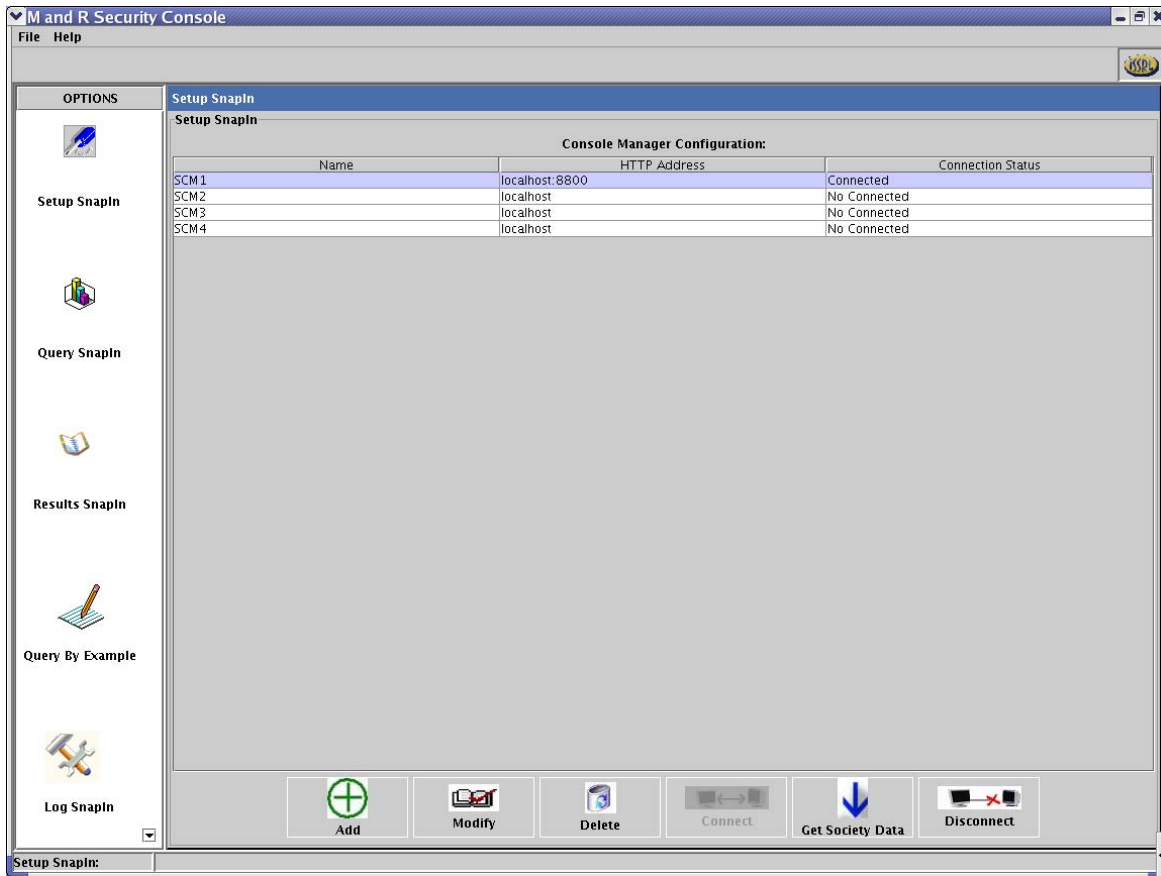 M and R Security Console
File Help
ISSRL
OPTIONS
Setup SnapIn
Query SnapIn
Results SnapIn
Query By Example
Log SnapIn
Setup SnapIn
Setup SnapIn
Console Manager Configuration:
Name HTTP Address Connection Status
SCM1 localhost:8800 Connected
SCM2 localhost No Connected
SCM3 localhost No Connected
SCM4 localhost No Connected
Add Modify Delete Connect Get Society Data Disconnect
Setup SnapIn: